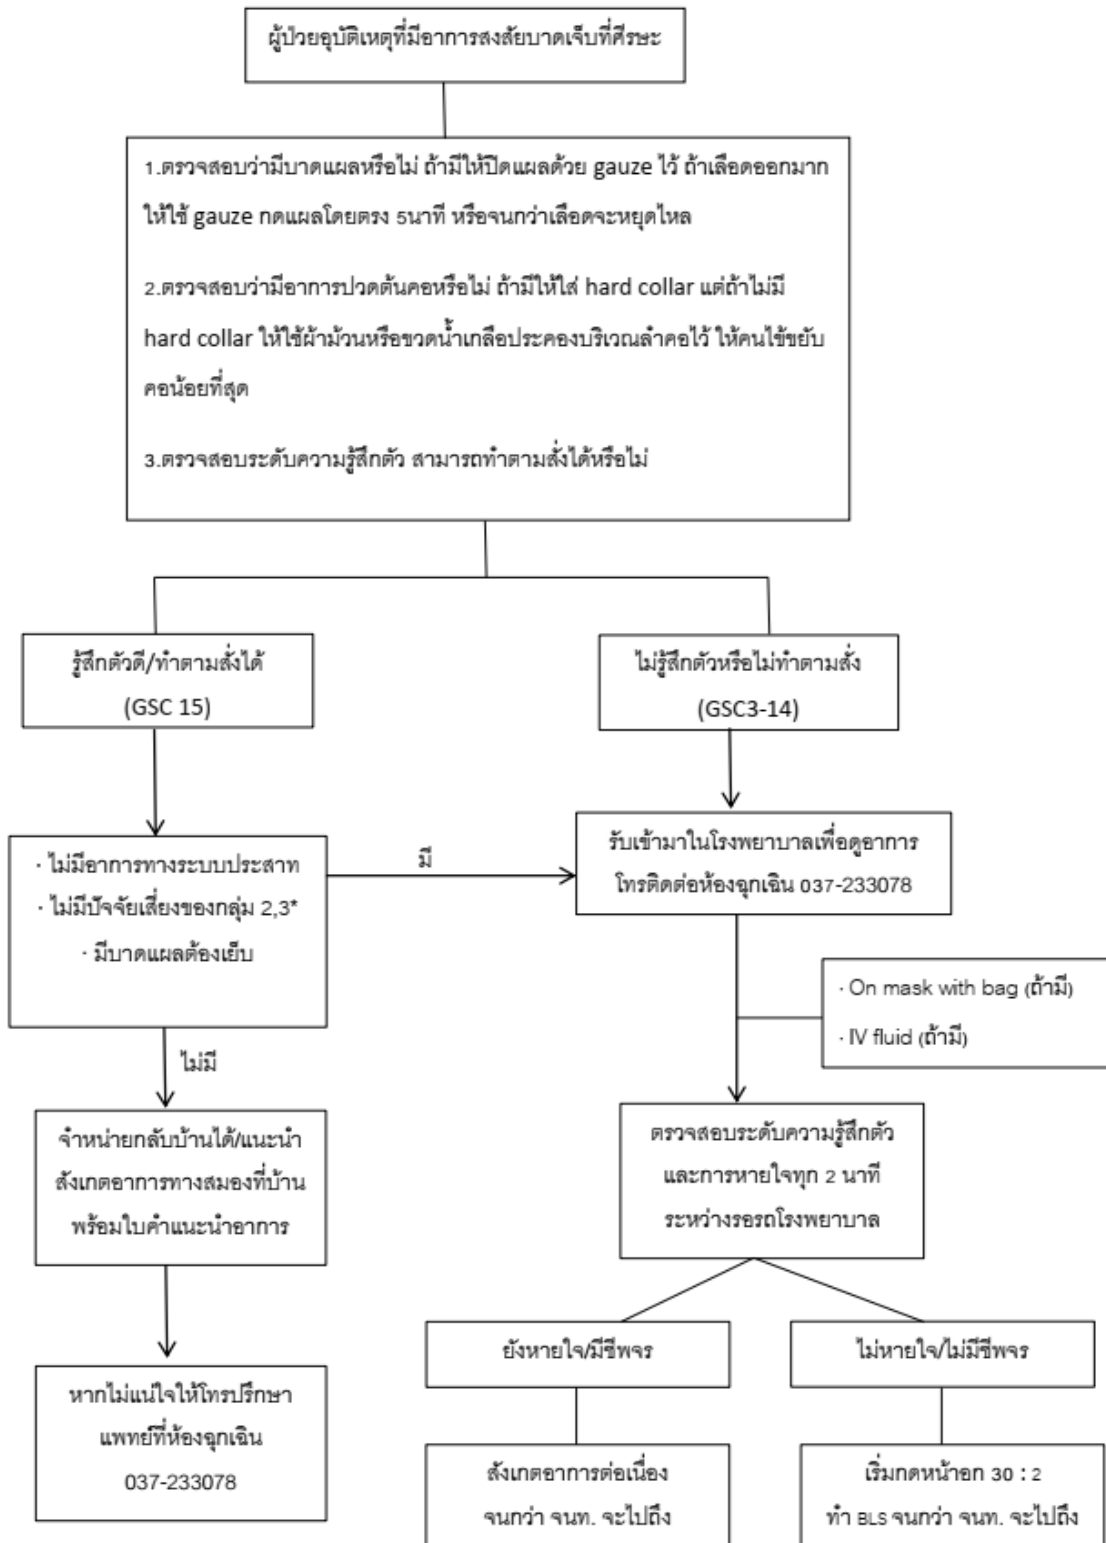 ผู้ป่วยอุบัติเหตุที่มีอาการสงสัยบาดเจ็บที่ศีรษะ
1.ตรวจสอบว่ามีบาดแผลหรือไม่ ถ้ามีให้ปิดแผลด้วย gauze ไว้ ถ้าเลือดออกมาก
ให้ใช้ gauze กดแผลโดยตรง 5นาที หรือจนกว่าเลือดจะหยุดไหล
2.ตรวจสอบว่ามีอาการปวดต้นคอหรือไม่ ถ้ามีให้ใส่ hard collar แต่ถ้าไม่มี
hard collar ให้ใช้ผ้าม้วนหรือขวดน้ำเกลือประคองบริเวณลำคอไว้ ให้คนไข้ขยับ
คอน้อยที่สุด
3.ตรวจสอบระดับความรู้สึกตัว สามารถทำตามสั่งได้หรือไม่
รู้สึกตัวดี/ทำตามสั่งได้
(GSC 15)
ไม่รู้สึกตัวหรือไม่ทำตามสั่ง
(GSC3-14)
· ไม่มีอาการทางระบบประสาท
· ไม่มีปัจจัยเสี่ยงของกลุ่ม 2,3*
· มีบาดแผลต้องเย็บ
มี
รับเข้ามาในโรงพยาบาลเพื่อดูอาการ
โทรติดต่อห้องฉุกเฉิน 037-233078
· On mask with bag (ถ้ามี)
· IV fluid (ถ้ามี)
ไม่มี
จำหน่ายกลับบ้านได้/แนะนำ
สังเกตอาการทางสมองที่บ้าน
พร้อมใบคำแนะนำอาการ
ตรวจสอบระดับความรู้สึกตัว
และการหายใจทุก 2 นาที
ระหว่างรอรถโรงพยาบาล
ยังหายใจ/มีชีพจร
ไม่หายใจ/ไม่มีชีพจร
หากไม่แน่ใจให้โทรปรึกษา
แพทย์ที่ห้องฉุกเฉิน
037-233078
สังเกตอาการต่อเนื่อง
จนกว่า จนท. จะไปถึง
เริ่มกดหน้าอก 30 : 2
ทำ BLS จนกว่า จนท. จะไปถึง